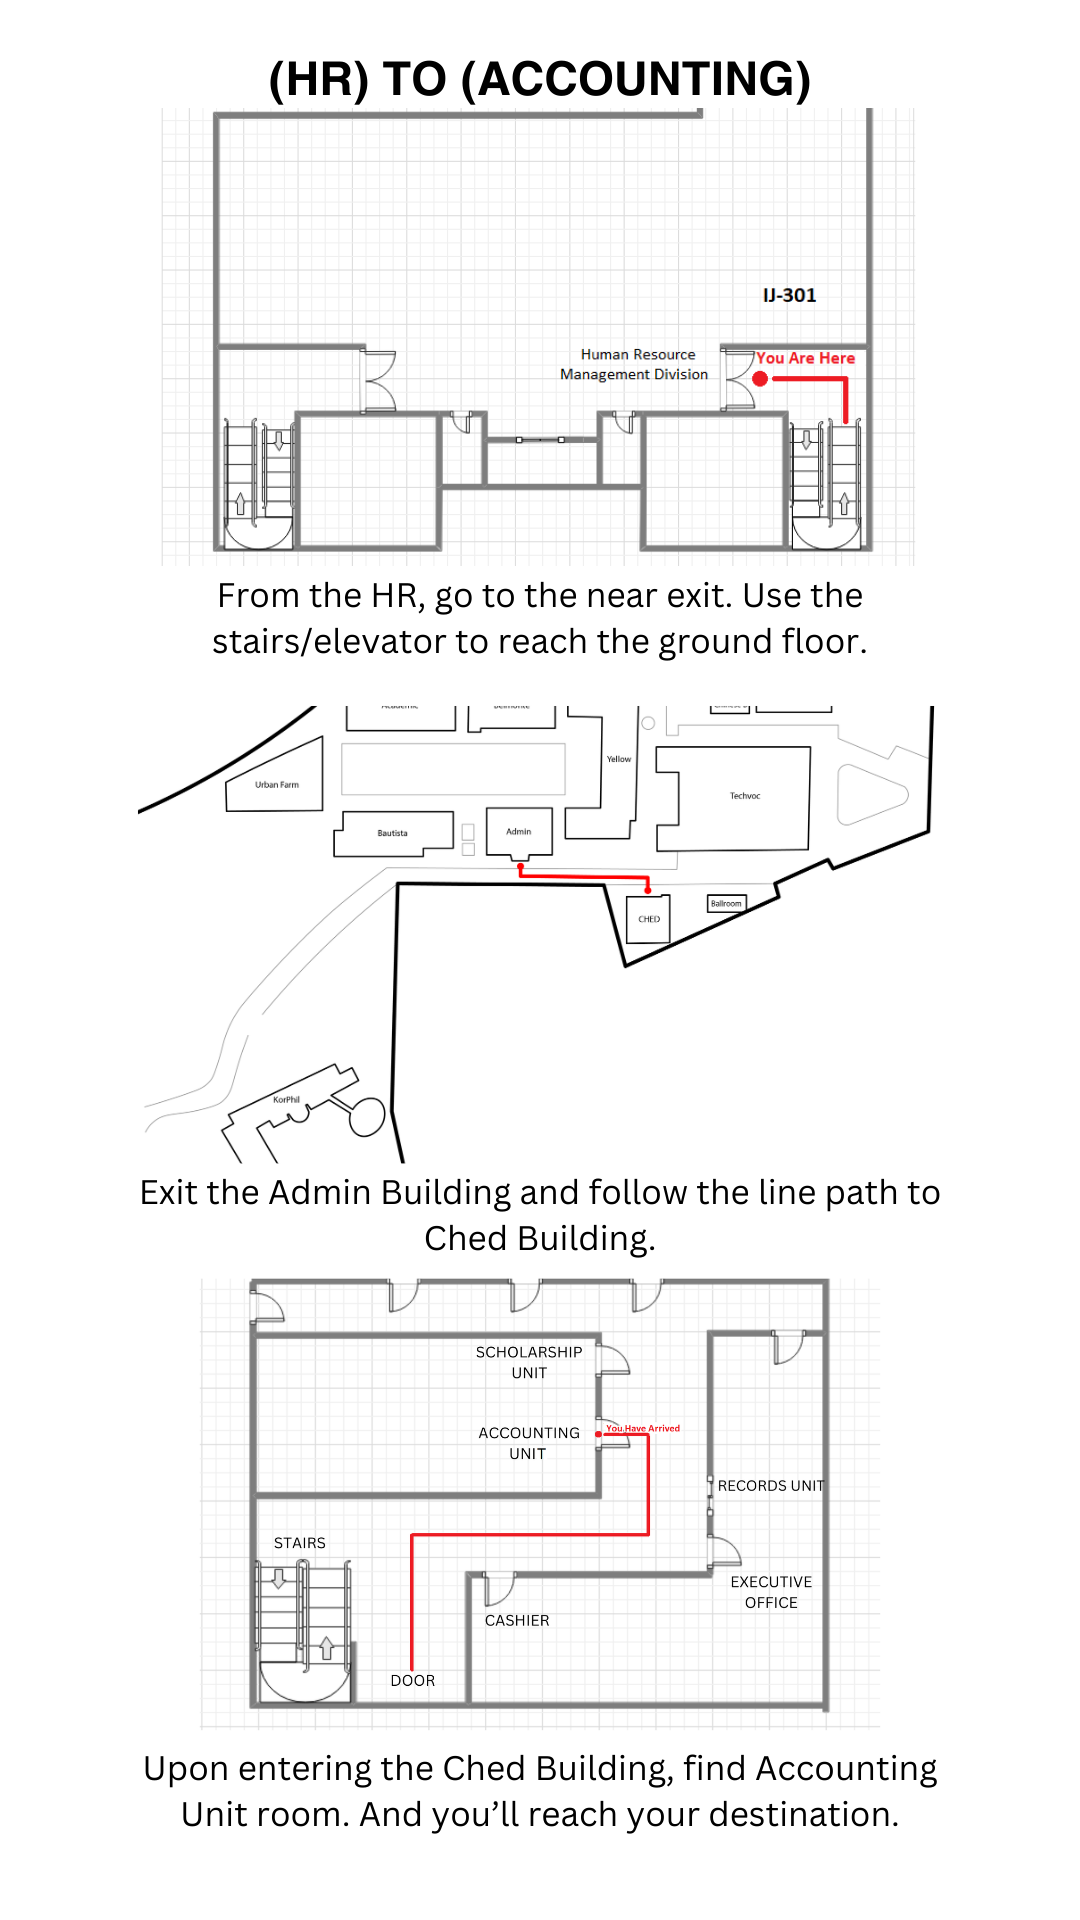 (HR) TO (ACCOUNTING)
IJ-301
Human Resource
Management Division
You Are Here
From the HR, go to the near exit. Use the
stairs/elevator to reach the ground floor.
Academic
Belmonte
Yellow
Urban Farm
Techvoc
Bautista
Admin
CHED
Ballroom
KorPhil
Exit the Admin Building and follow the line path to
Ched Building.
SCHOLARSHIP
UNIT
ACCOUNTING
UNIT
You Have Arrived
RECORDS UNIT
STAIRS
EXECUTIVE
OFFICE
CASHIER
DOOR
Upon entering the Ched Building, find Accounting
Unit room. And you’ll reach your destination.